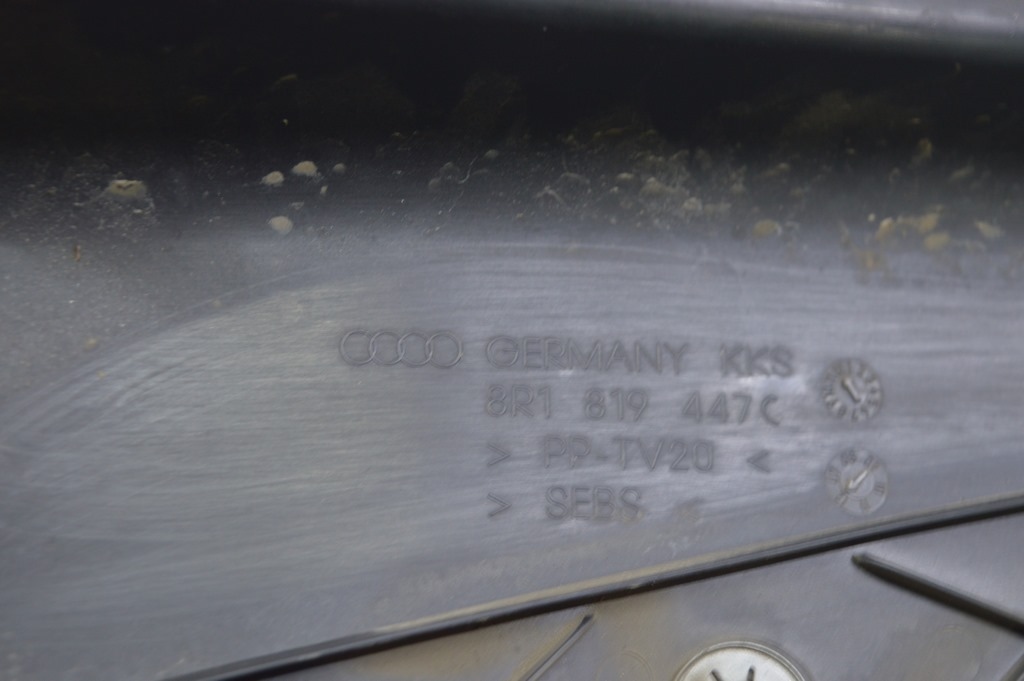 GERMANY KKS
8R1 819 447C
> PP-TV20 <
> SEBS <